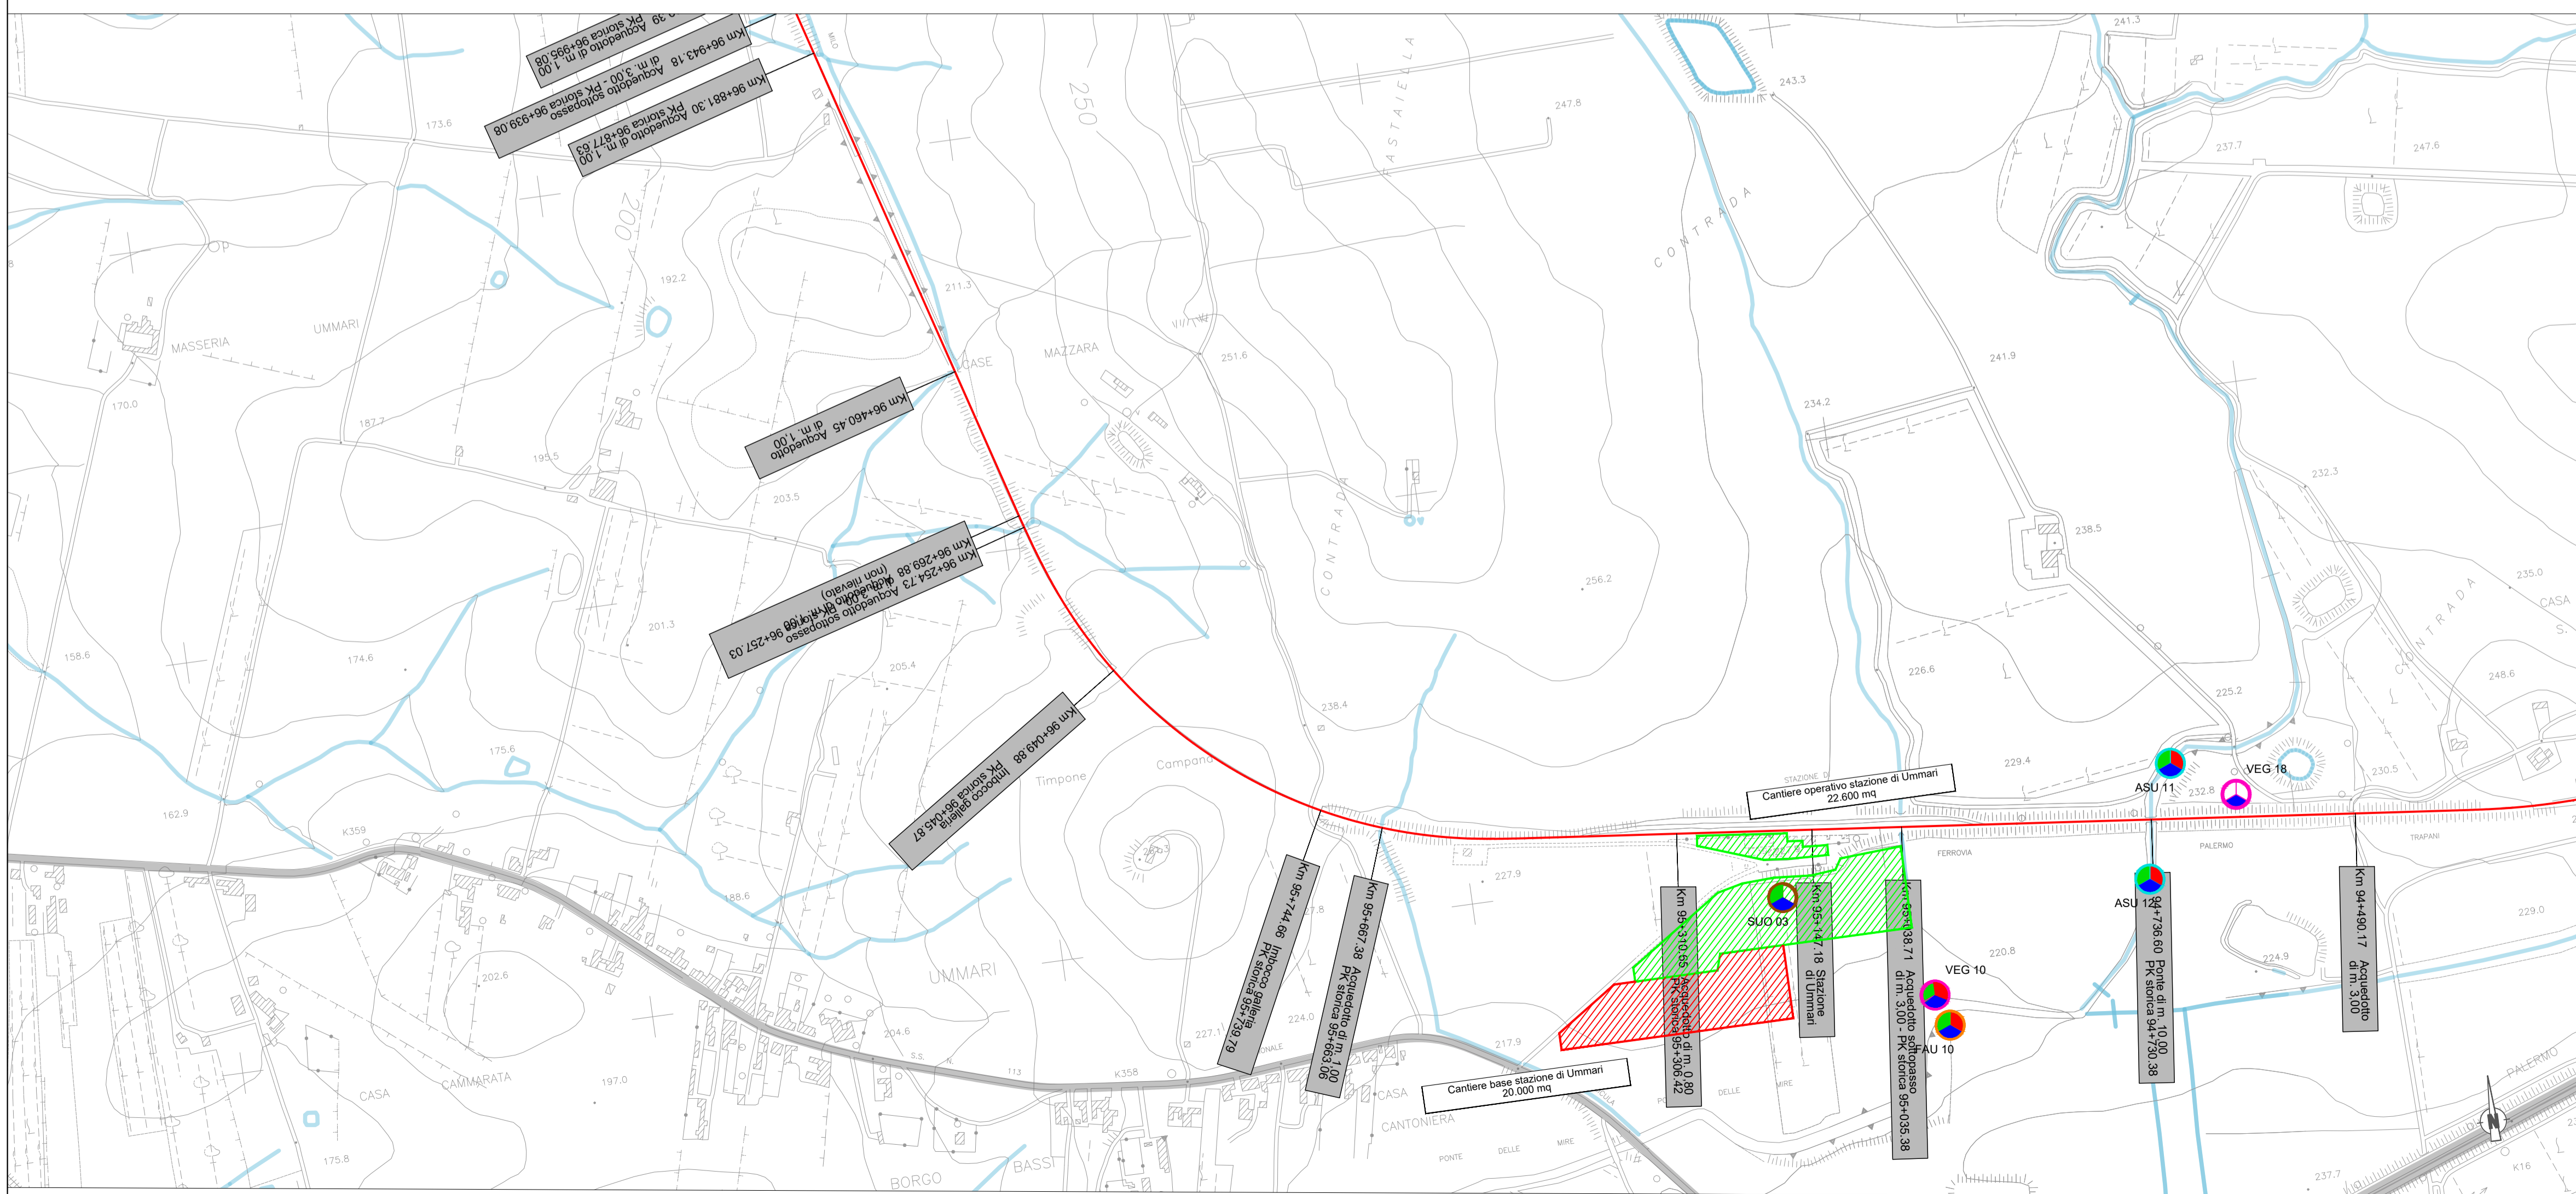 Acquedotto di m. 1,00
PK storica 96+995.08
Km 96+943.18 Acquedotto sottopasso
di m. 3,00 - PK storica 96+939.08
Km 96+881.30 Acquedotto di m. 1,00
PK storica 96+877.63
MILO
250
200
173.6
192.2
211.3
MASSERIA
UMMARI
170.0
187.7
195.5
203.5
CASE
MAZZARA
251.6
247.8
243.3
241.3
237.7
247.6
CONTRADA
241.9
234.2
232.3
238.5
235.0
CASA
CONTRADA
CONTRADA
256.2
248.6
226.6
225.2
229.4
230.5
232.8
Km 96+460.45 Acquedotto
di m. 1,00
Km 96+269.88 Acquedotto di m. 1,00
(non rilevato)
Km 96+254.73 Acquedotto sottopasso
di m. 3,00 - PK storica 96+257.03
Km 96+049.88 Imbocco galleria
PK storica 96+045.87
158.6
174.6
201.3
205.4
175.6
162.9
K359
188.6
238.4
Timpone
Campana
STAZIONE DI
Cantiere operativo stazione di Ummari
22.600 mq
ASU 11
VEG 18
TRAPANI
PALERMO
FERROVIA
227.9
SUO 03
ASU 12
VEG 10
FAU 10
220.8
224.9
229.0
Km 95+744.66 Imbocco galleria
PK storica 95+739.79
Km 95+667.38 Acquedotto di m. 1,00
PK storica 95+663.06
Km 95+310.65 Acquedotto di m. 0,80
PK storica 95+306.42
Km 95+147.18 Stazione
di Ummari
Km 95+038.71 Acquedotto sottopasso
di m. 3,00 - PK storica 95+035.38
94+736.60 Ponte di m. 10,00
PK storica 94+730.38
Km 94+490.17 Acquedotto
di m. 3,00
202.6
UMMARI
204.6
227.1
224.0
217.9
S.S.
N.
113
K358
197.0
CASA
CAMMARATA
175.8
BORGO
BASSI
CASA
CANTONIERA
Cantiere base stazione di Ummari
20.000 mq
DELLE
MIRE
PONTE
DELLE
MIRE
N
PALERMO
K16
237.7